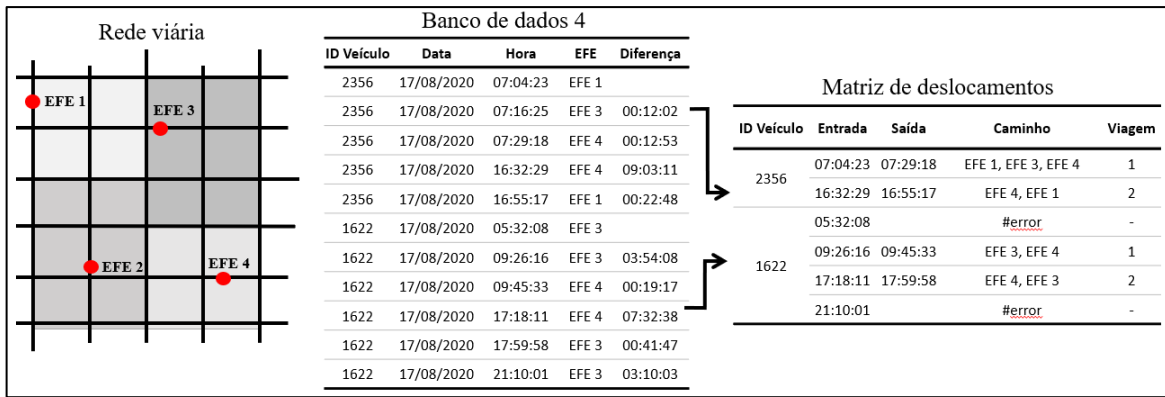 Rede viária
EFE 1
EFE 3
EFE 2
EFE 4
Banco de dados 4
ID Veículo Data Hora EFE Diferença
2356 17/08/2020 07:04:23 EFE 1
2356 17/08/2020 07:16:25 EFE 3 00:12:02
2356 17/08/2020 07:29:18 EFE 4 00:12:53
2356 17/08/2020 16:32:29 EFE 4 09:03:11
2356 17/08/2020 16:55:17 EFE 1 00:22:48
1622 17/08/2020 05:32:08 EFE 3
1622 17/08/2020 09:26:16 EFE 3 03:54:08
1622 17/08/2020 09:45:33 EFE 4 00:19:17
1622 17/08/2020 17:18:11 EFE 4 07:32:38
1622 17/08/2020 17:59:58 EFE 3 00:41:47
1622 17/08/2020 21:10:01 EFE 3 03:10:03
Matriz de deslocamentos
ID Veículo Entrada Saída Caminho Viagem
2356
07:04:23 07:29:18 EFE 1, EFE 3, EFE 4 1
16:32:29 16:55:17 EFE 4, EFE 1 2
1622
05:32:08 #error -
09:26:16 09:45:33 EFE 3, EFE 4 1
17:18:11 17:59:58 EFE 4, EFE 3 2
21:10:01 #error -